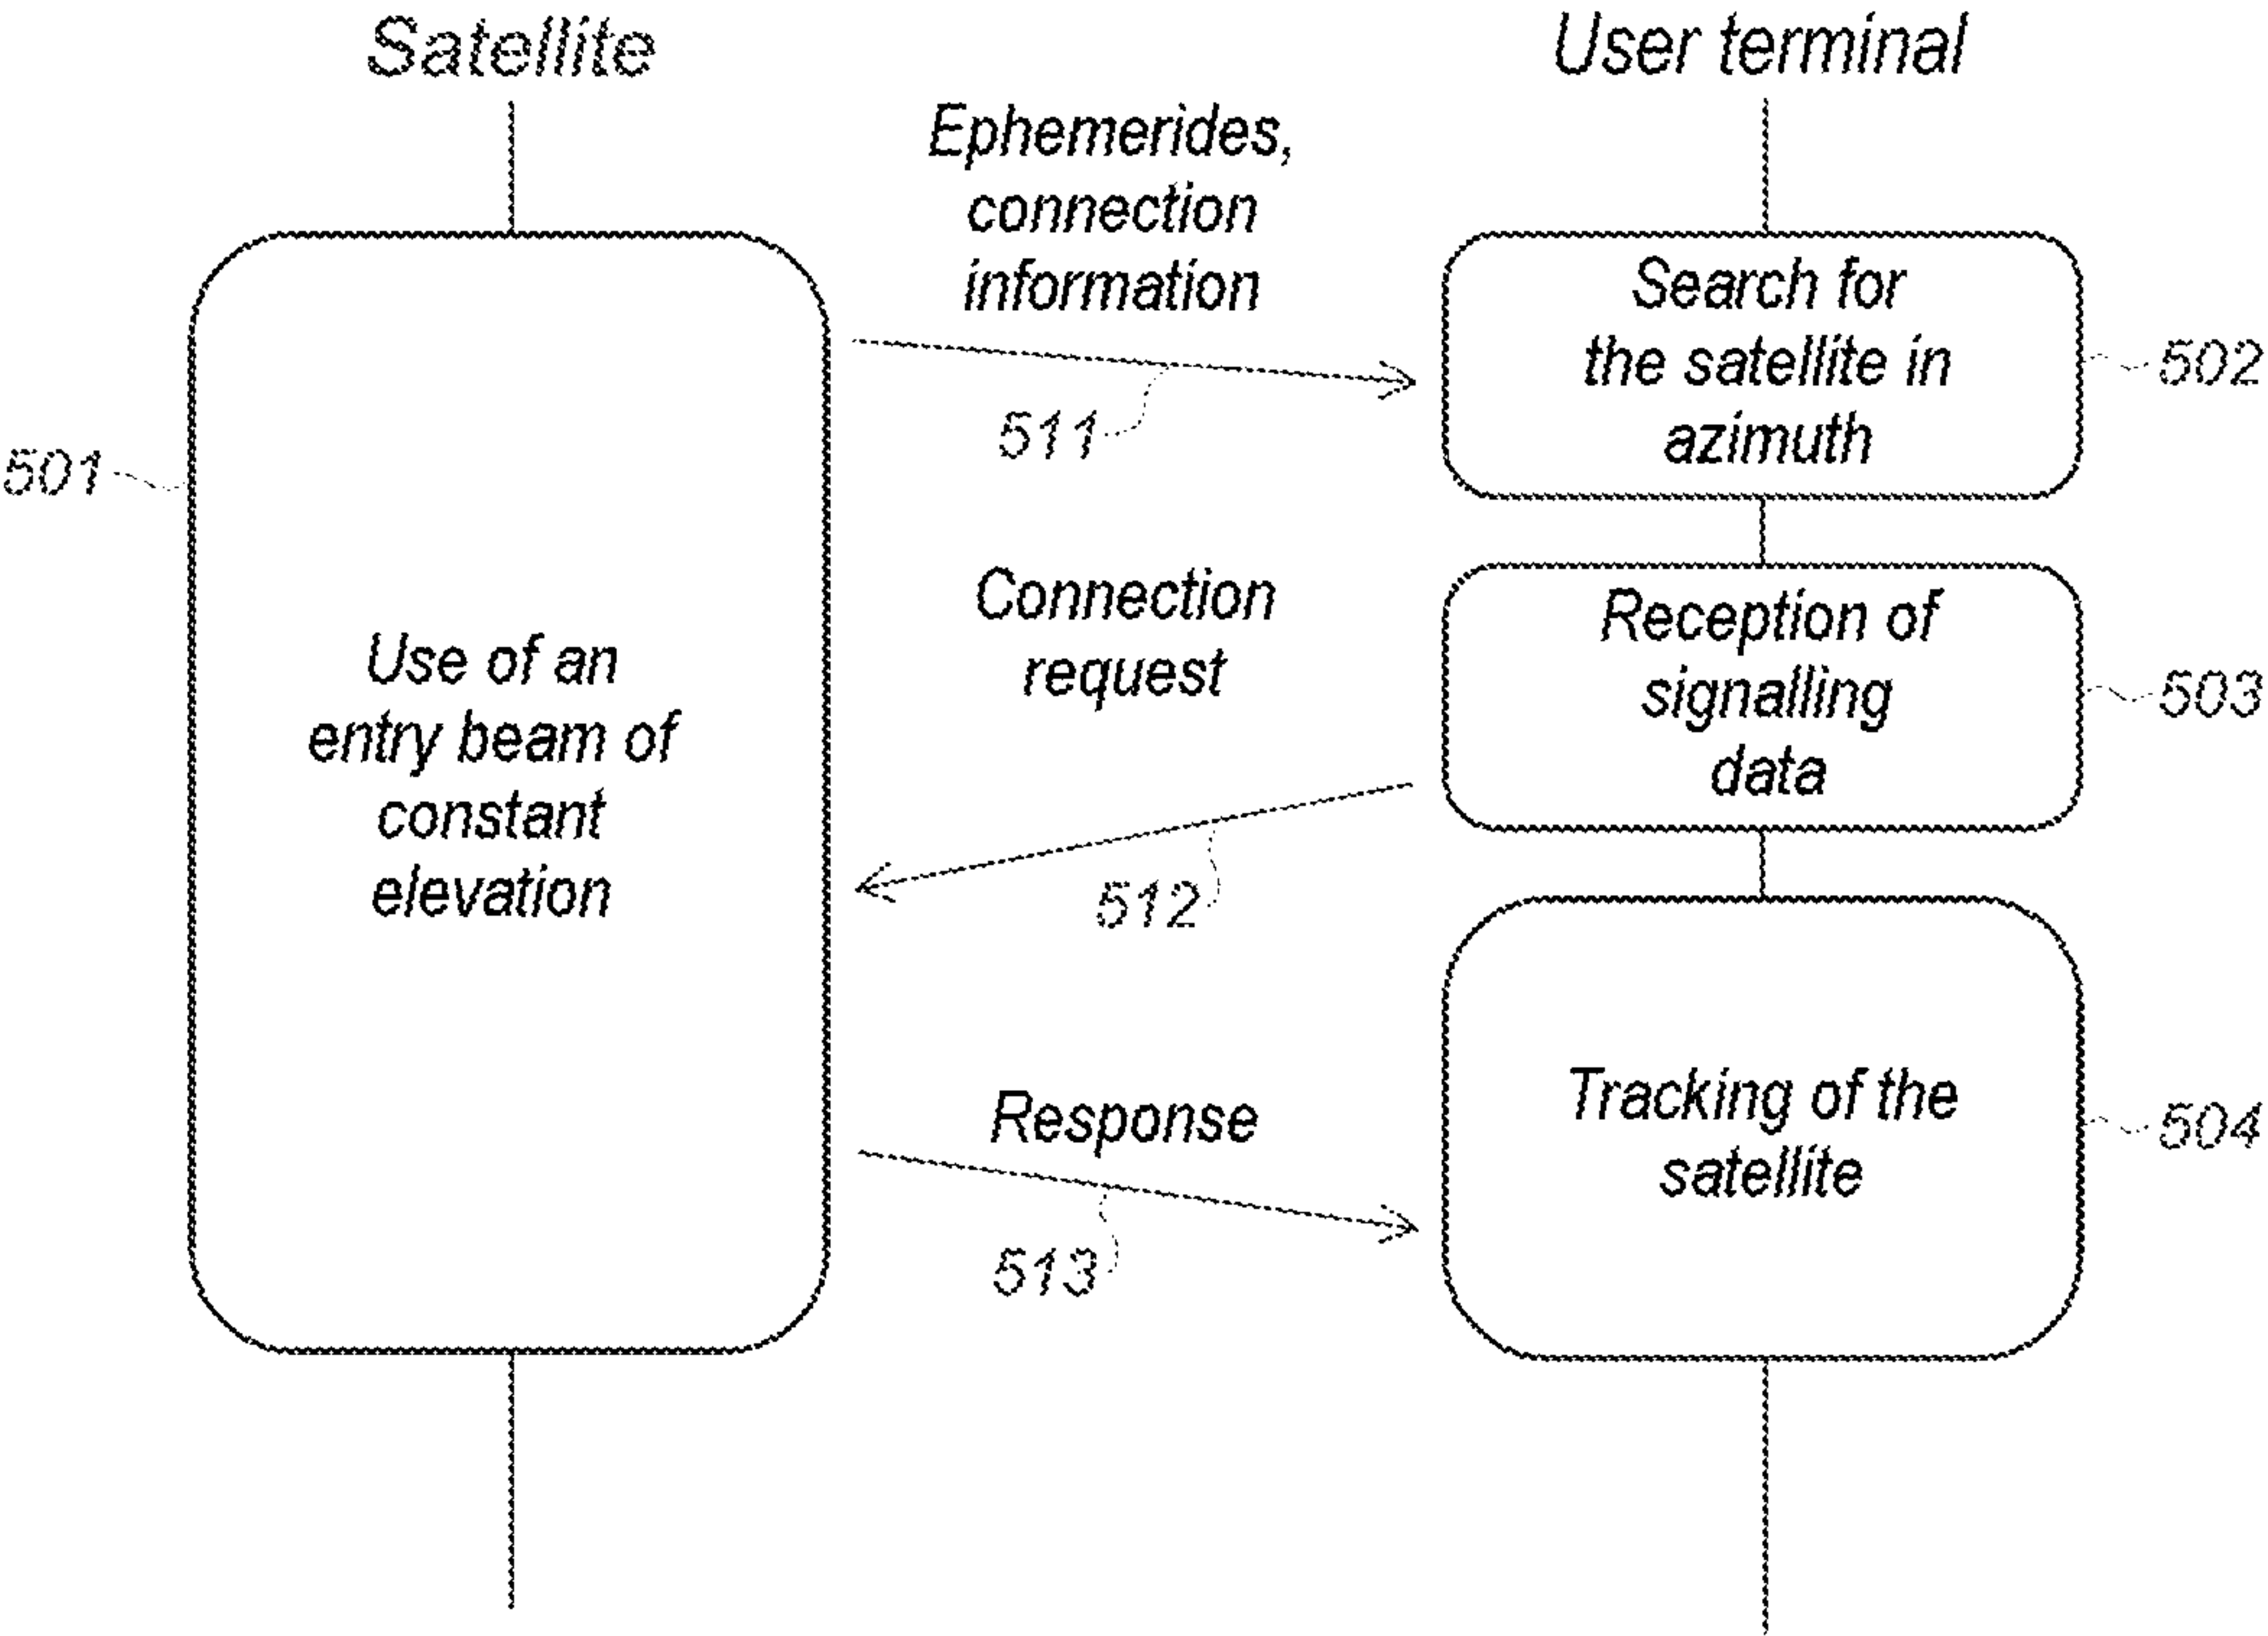 Satellite
User terminal
Ephemerides,
connection
information
Search for
the satellite in
azimuth
502
511
501
Connection
request
Reception of
signalling
data
503
Use of an
entry beam of
constant
elevation
512
Response
Tracking of the
satellite
504
513